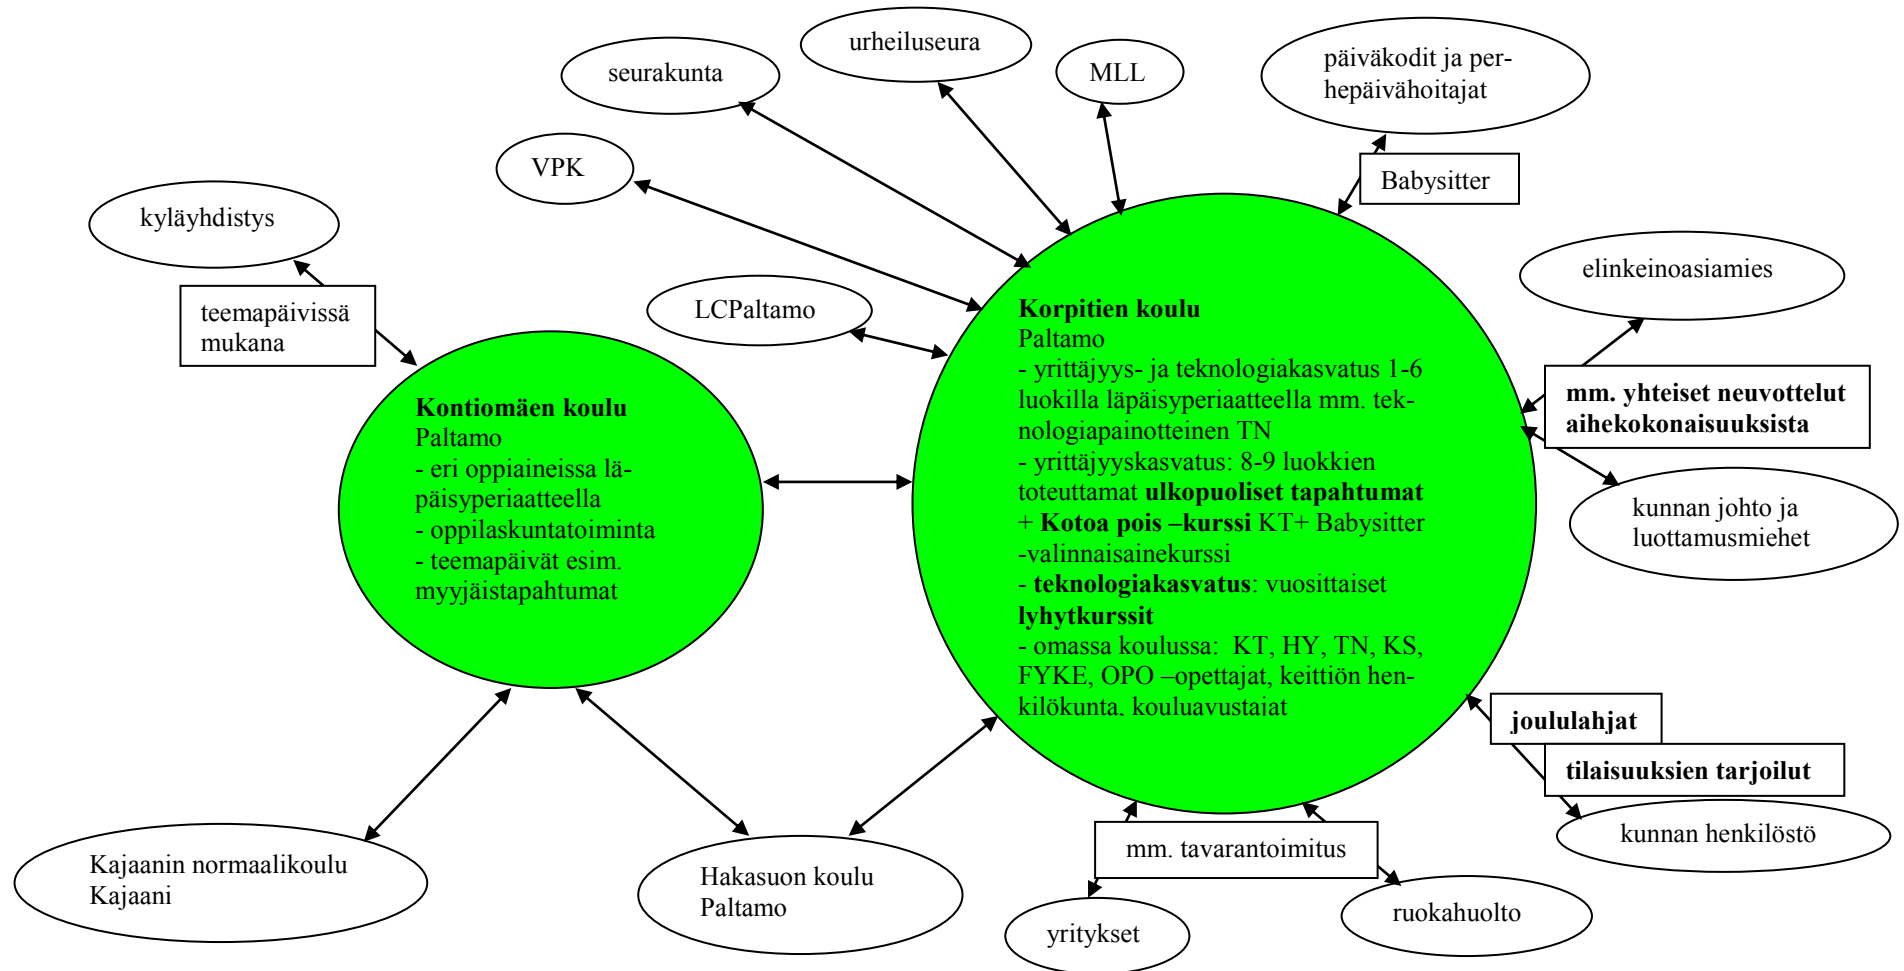 urheiluseura
seurakunta
MLL
päiväkodit ja per-
hepäivähoitajat
VPK
Babysitter
kyläyhdistys
elinkeinoasiamies
teemapäivissä
mukana
LCPaltamo
Korpitien koulu
Paltamo
- yrittäjyys- ja teknologiakasvatus 1-6
luokilla läpäisyperiaatteella mm. tek-
nologiapainotteinen TN
- yrittäjyyskasvatus: 8-9 luokkien
toteuttamat ulkopuoliset tapahtumat
+ Kotoa pois –kurssi KT+ Babysitter
-valinnaisainekurssi
- teknologiakasvatus: vuosittaiset
lyhytkurssit
- omassa koulussa:  KT, HY, TN, KS,
FYKE, OPO –opettajat, keittiön hen-
kilökunta, kouluavustajat
mm. yhteiset neuvottelut
aihekokonaisuuksista
Kontiomäen koulu
Paltamo
- eri oppiaineissa lä-
päisyperiaatteella
- oppilaskuntatoiminta
- teemapäivät esim.
myyjäistapahtumat
kunnan johto ja
luottamusmiehet
joululahjat
tilaisuuksien tarjoilut
kunnan henkilöstö
mm. tavarantoimitus
Kajaanin normaalikoulu
Kajaani
Hakasuon koulu
Paltamo
yritykset
ruokahuolto